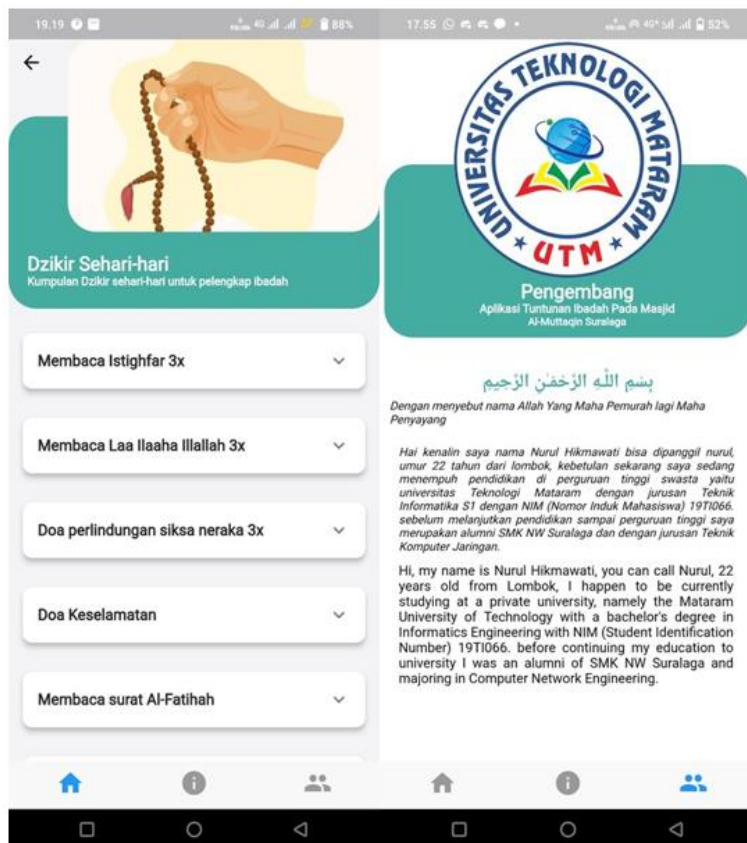 19.19
4G
88%
Dzikir Sehari-hari
Kumpulan Dzikir sehari-hari untuk pelengkap ibadah
Membaca Istighfar 3x
Membaca Laa Ilaaha Illallah 3x
Doa perlindungan siksa neraka 3x
Doa Keselamatan
Membaca surat Al-Fatihah
17.55
4G+
52%
UNIVERSITAS TEKNOLOGI MATARAM
* UTM *
Pengembang
Aplikasi Tuntunan Ibadah Pada Masjid
Al-Muttaqin Suralaga
بِسْمِ اللَّهِ الرَّحْمَٰنِ الرَّحِيمِ
Dengan menyebut nama Allah Yang Maha Pemurah lagi Maha
Penyayang
Hai kenalin saya nama Nurul Hikmawati bisa dipanggil nurul,
umur 22 tahun dari lombok, kebetulan sekarang saya sedang
menempuh pendidikan di perguruan tinggi swasta yaitu
universitas Teknologi Mataram dengan jurusan Teknik
Informatika S1 dengan NIM (Nomor Induk Mahasiswa) 19TI066.
sebelum melanjutkan pendidikan sampai perguruan tinggi saya
merupakan alumni SMK NW Suralaga dan dengan jurusan Teknik
Komputer Jaringan.
Hi, my name is Nurul Hikmawati, you can call Nurul, 22
years old from Lombok, I happen to be currently
studying at a private university, namely the Mataram
University of Technology with a bachelor's degree in
Informatics Engineering with NIM (Student Identification
Number) 19TI066. before continuing my education to
university I was an alumni of SMK NW Suralaga and
majoring in Computer Network Engineering.